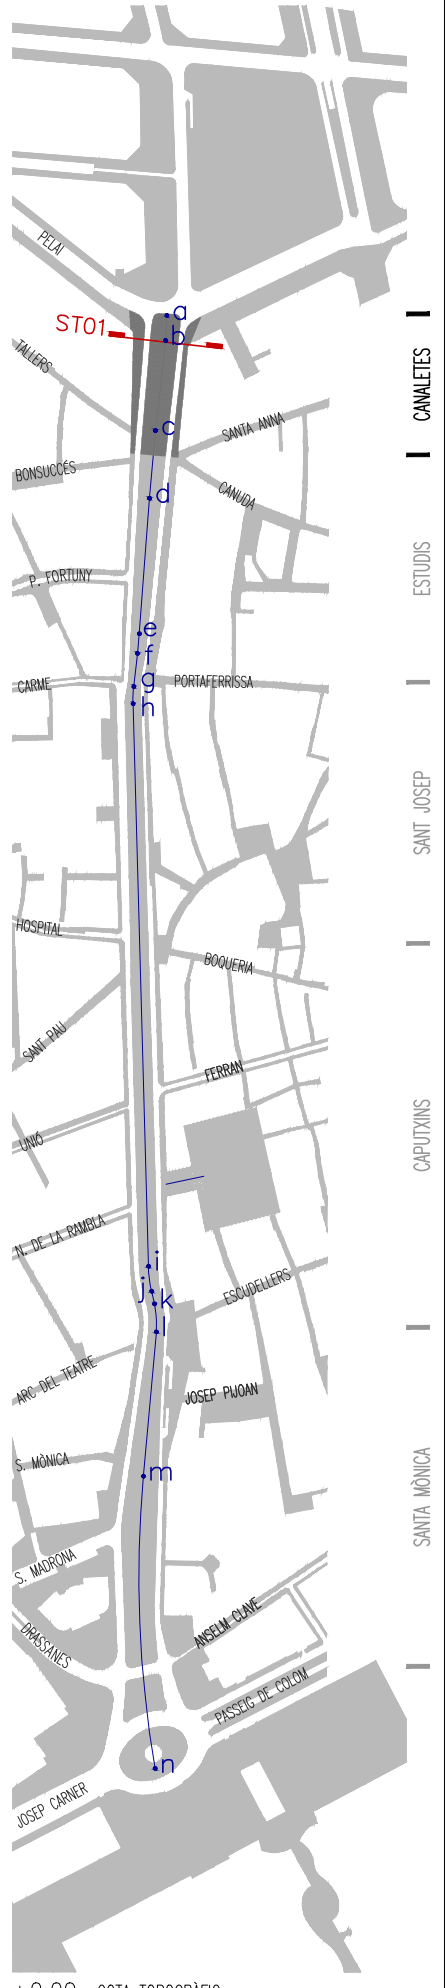 PELAI
a
ST01
b
TALLERS
CANALETES
c
SANTA ANNA
BONSUCCÉS
CANUDA
d
ESTUDIS
P. FORTUNY
e
f
CARME
g
PORTAFERRISSA
h
SANT JOSEP
HOSPITAL
BOQUERIA
SANT PAU
FERRAN
UNIÓ
CAPUTXINS
N. DE LA RAMBLA
i
j
k
ESCUDELLERS
l
ARC DEL TEATRE
JOSEP PIJOAN
S. MÒNICA
m
SANTA MÒNICA
S. MADRONA
DRASSANES
ANSELM CLAVE
PASSEIG DE COLOM
n
JOSEP CARNER